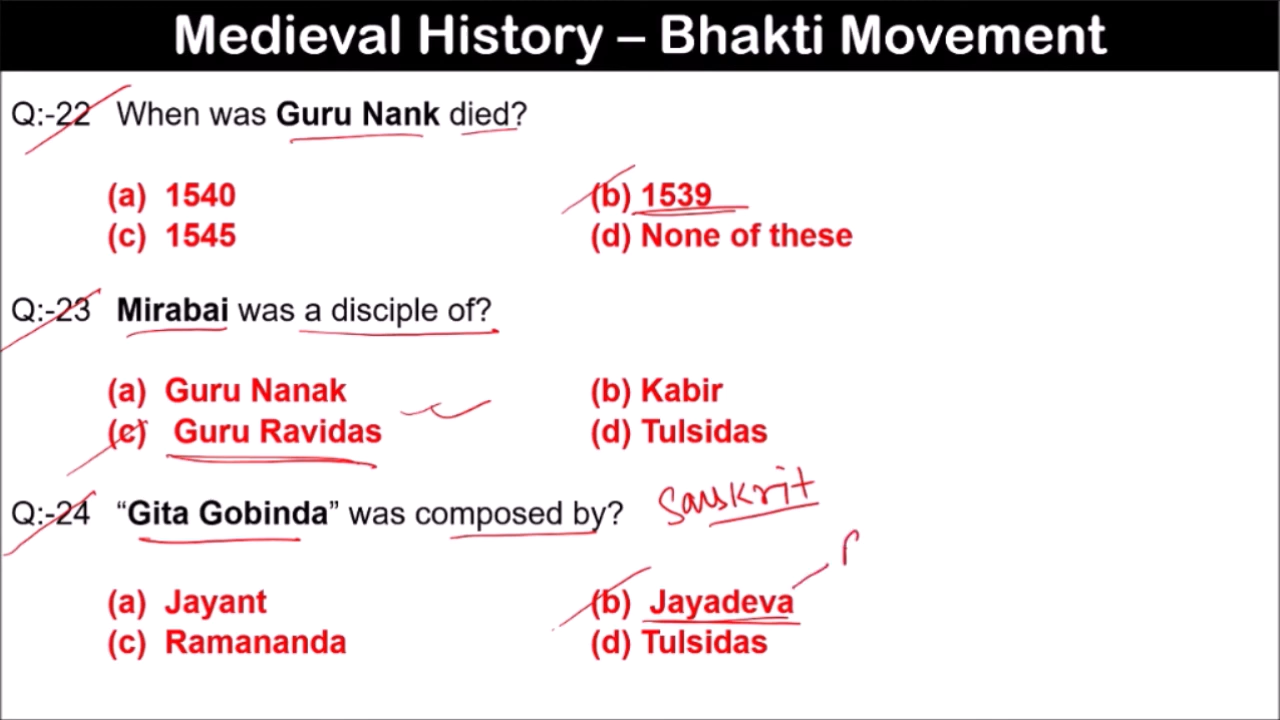 Medieval History – Bhakti Movement
Q:-22 When was Guru Nank died?
(a) 1540 (b) 1539
(c) 1545 (d) None of these
Q:-23 Mirabai was a disciple of?
(a) Guru Nanak (b) Kabir
(c) Guru Ravidas (d) Tulsidas
Q:-24 “Gita Gobinda” was composed by? Sanskrit
(a) Jayant (b) Jayadeva
(c) Ramananda (d) Tulsidas